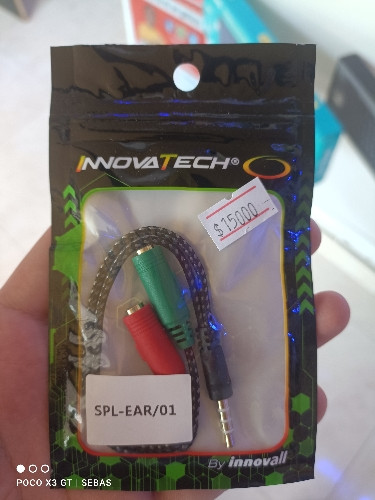 INNOVATECH®
$15000.-
SPL-EAR/01
By innovall
POCO X3 GT | SEBAS